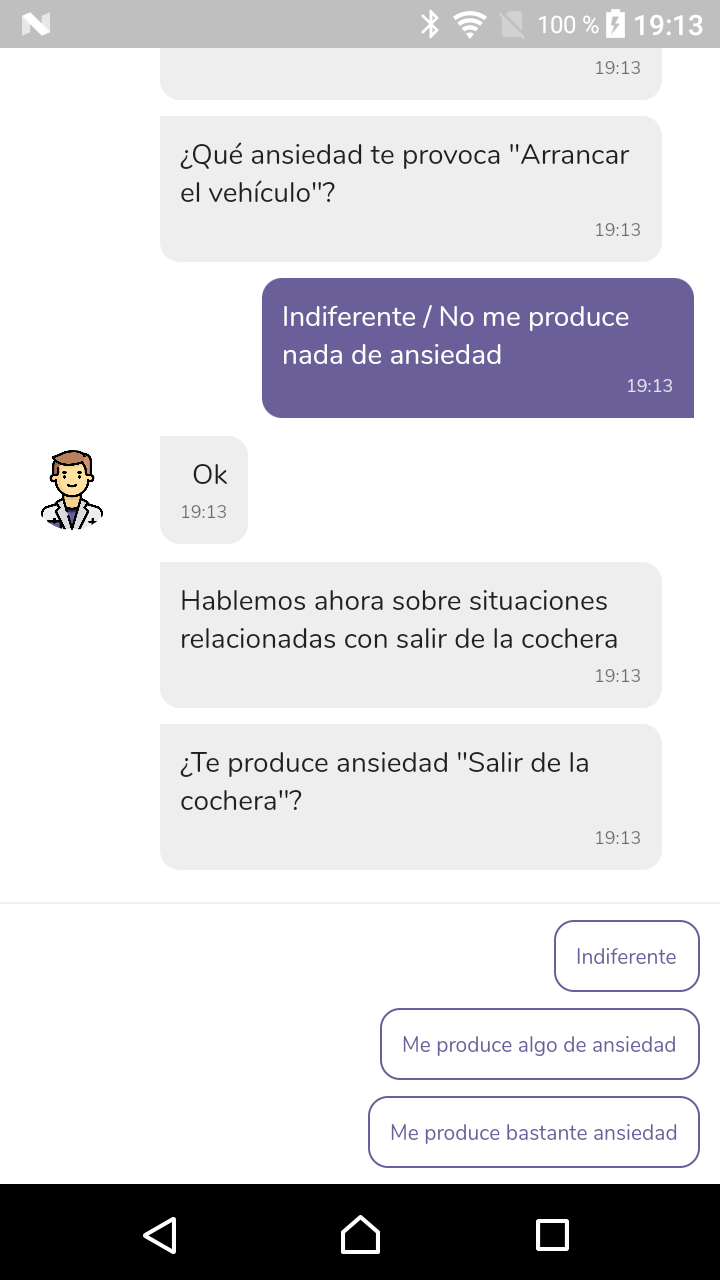 100 % 19:13
19:13
¿Qué ansiedad te provoca "Arrancar
el vehículo"?
19:13
Indiferente / No me produce
nada de ansiedad
19:13
Ok
19:13
Hablemos ahora sobre situaciones
relacionadas con salir de la cochera
19:13
¿Te produce ansiedad "Salir de la
cochera"?
19:13
Indiferente
Me produce algo de ansiedad
Me produce bastante ansiedad